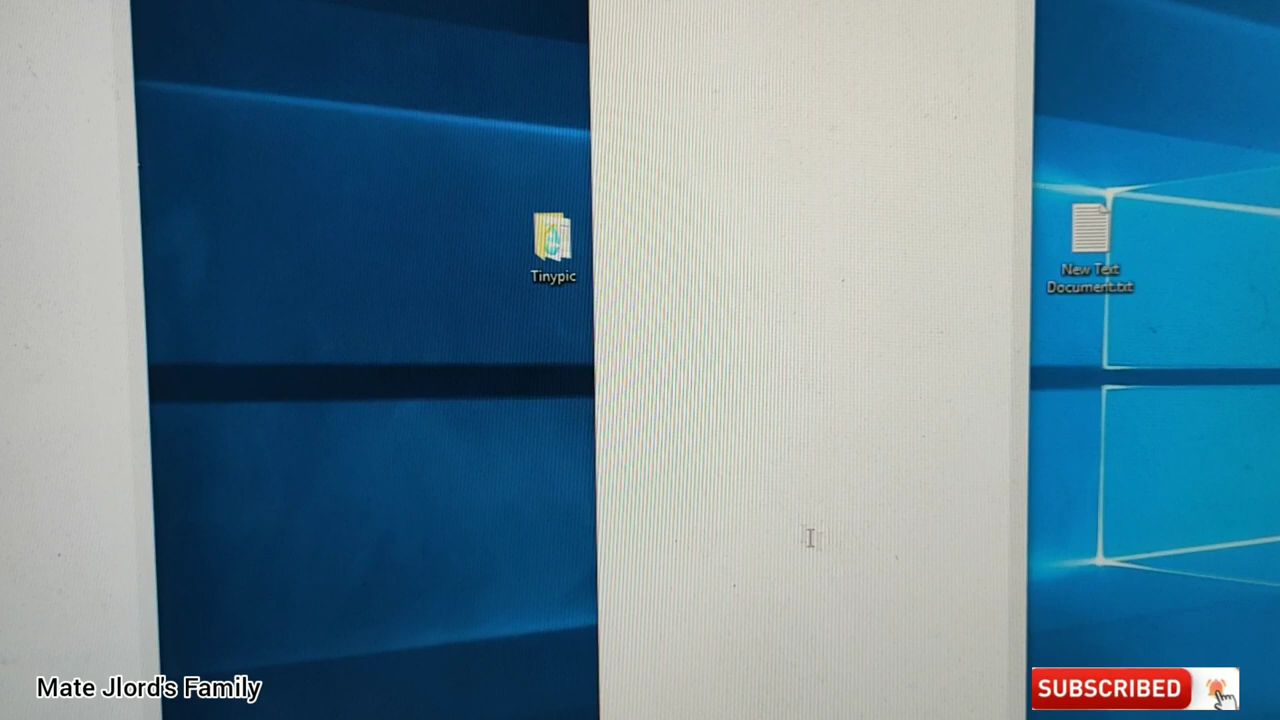 Tinypic
New Text
Document.txt
Mate Jlord's Family
SUBSCRIBED